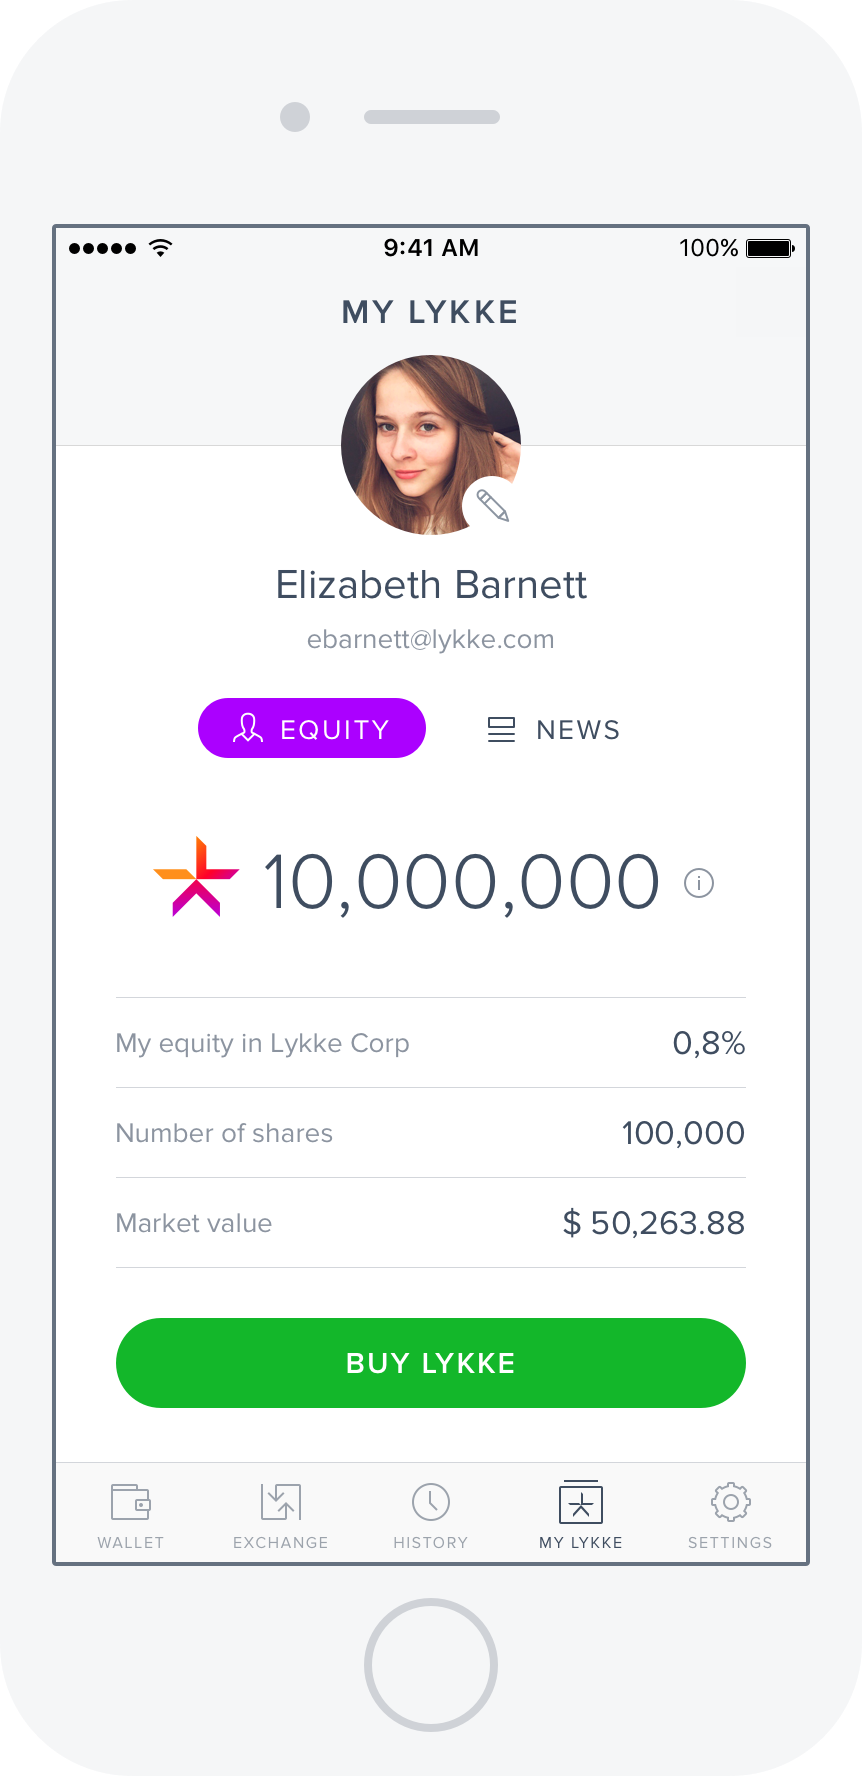 9:41 AM 100%
MY LYKKE
Elizabeth Barnett
ebarnett@lykke.com
EQUITY NEWS
10,000,000 i
My equity in Lykke Corp 0,8%
Number of shares 100,000
Market value $ 50,263.88
BUY LYKKE
WALLET EXCHANGE HISTORY MY LYKKE SETTINGS